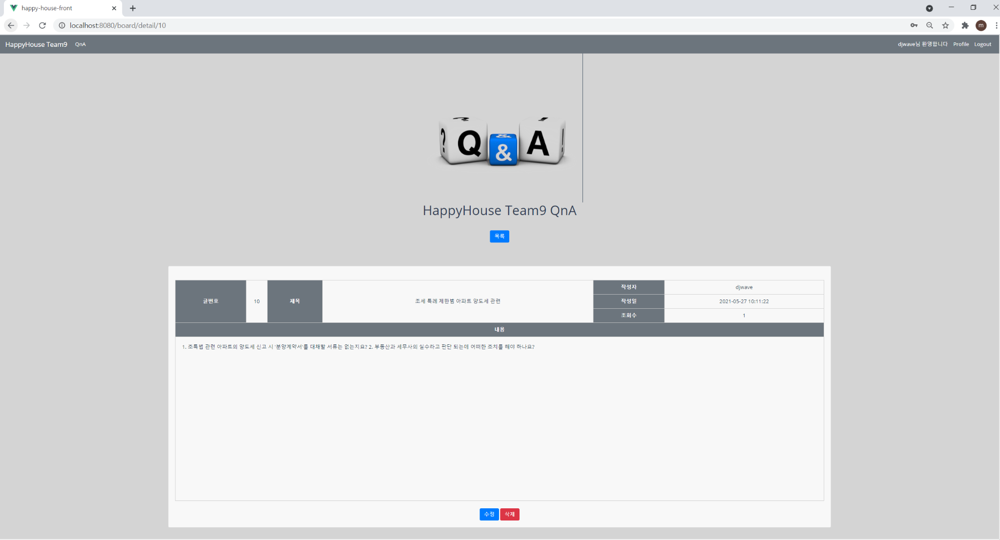 happy-house-front
localhost:8080/board/detail/10
m
HappyHouse Team9 QnA
djwave님 환영합니다 Profile Logout
? Q & & A !
HappyHouse Team9 QnA
목록
글번호 10 제목 조세 특례 제한범 아파트 양도세 관련
작성자 djwave
작성일 2021-05-27 10:11:22
조회수 1
내용
1. 조특법 관련 아파트의 양도세 신고 시 '분양계약서'를 대채할 서류는 없는지요? 2. 부동산과 세무사의 실수라고 판단 되는데 어떠한 조치를 해야 하나요?
수정 삭제